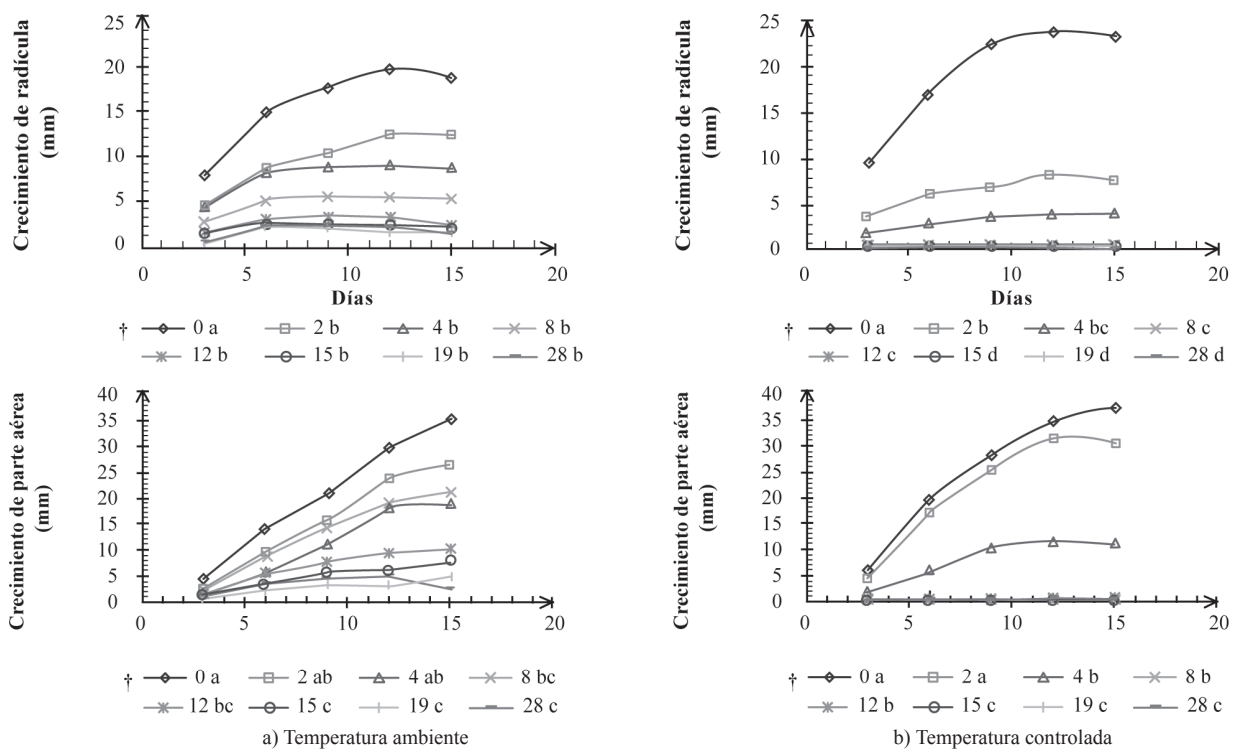 Crecimiento de radícula
(mm)
25
20
15
10
5
0
0 5 10 15 20
Días
† 0 a 2 b 4 b 8 b
12 b 15 b 19 b 28 b
Crecimiento de radícula
(mm)
25
20
15
10
5
0
0 5 10 15 20
Días
† 0 a 2 b 4 bc 8 c
12 c 15 d 19 d 28 d
Crecimiento de parte aérea
(mm)
40
35
30
25
20
15
10
5
0
0 5 10 15 20
† 0 a 2 ab 4 ab 8 bc
12 bc 15 c 19 c 28 c
a) Temperatura ambiente
Crecimiento de parte aérea
(mm)
40
35
30
25
20
15
10
5
0
0 5 10 15 20
† 0 a 2 a 4 b 8 b
12 b 15 c 19 c 28 c
b) Temperatura controlada